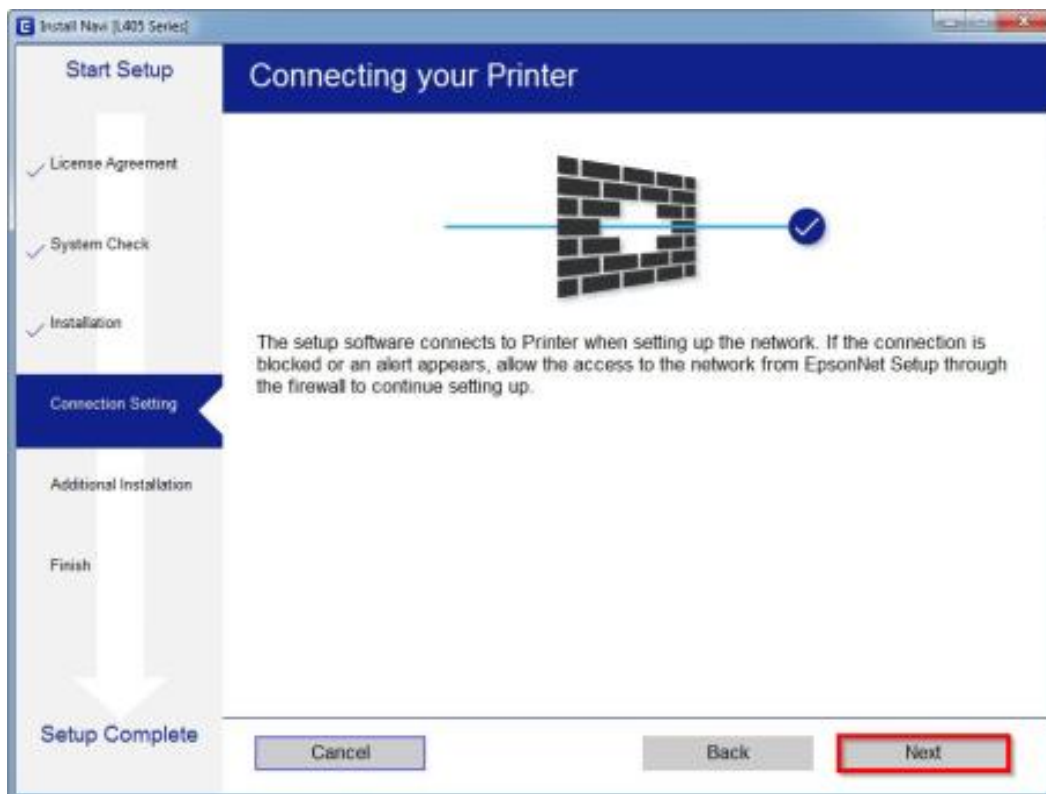 Install Navi [L405 Series]
Start Setup
Connecting your Printer
License Agreement
System Check
Installation
The setup software connects to Printer when setting up the network. If the connection is
blocked or an alert appears, allow the access to the network from EpsonNet Setup through
the firewall to continue setting up.
Connection Setting
Additional Installation
Finish
Setup Complete
Cancel
Back
Next